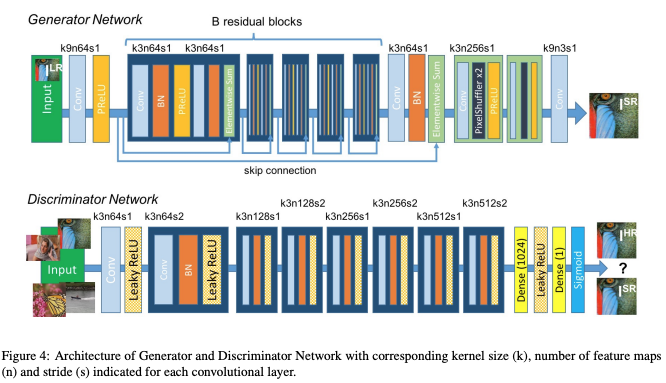 Generator Network
B residual blocks
k9n64s1
k3n64s1 k3n64s1
k3n64s1
k3n256s1
k9n3s1
I^LR
Input
Conv
PReLU
Conv
BN
PReLU
Elementwise Sum
Conv
BN
Elementwise Sum
Conv
PixelShuffler x2
Conv
I^SR
skip connection
Discriminator Network
k3n128s2
k3n256s2
k3n512s2
k3n64s1
k3n64s2
k3n128s1
k3n256s1
k3n512s1
Input
Conv
Leaky ReLU
Conv
BN
Leaky ReLU
Dense (1024)
Leaky ReLU
Dense (1)
Sigmoid
I^HR
?
I^SR
Figure 4: Architecture of Generator and Discriminator Network with corresponding kernel size (k), number of feature maps
(n) and stride (s) indicated for each convolutional layer.